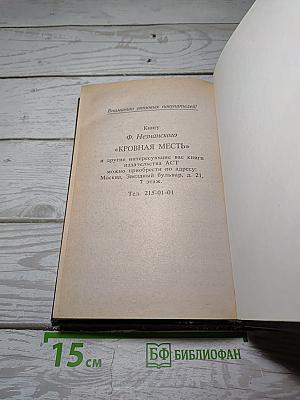 Вниманию оптовых покупателей!
Книгу
Ф. Незнанского
«КРОВНАЯ МЕСТЬ»
и другие интересующие вас книги
издательства АСТ
можно приобрести по адресу:
Москва, Звездный бульвар, д. 21,
7 этаж.
Тел. 215-01-01
15 см
БФ БИБЛИОФАН